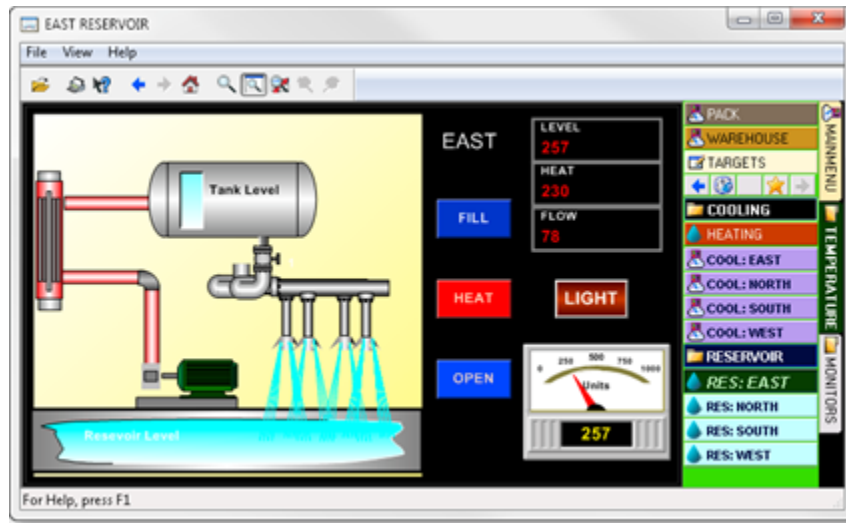 EAST RESERVOIR
File View Help
Tank Level
Resevoir Level
EAST
FILL
HEAT
OPEN
LEVEL
257
HEAT
230
FLOW
78
LIGHT
0 250 500 750 1000
Units
257
PACK
WAREHOUSE
TARGETS
COOLING
HEATING
COOL: EAST
COOL: NORTH
COOL: SOUTH
COOL: WEST
RESERVOIR
RES: EAST
RES: NORTH
RES: SOUTH
RES: WEST
MAINMENU
TEMPERATURE
MONITORS
For Help, press F1